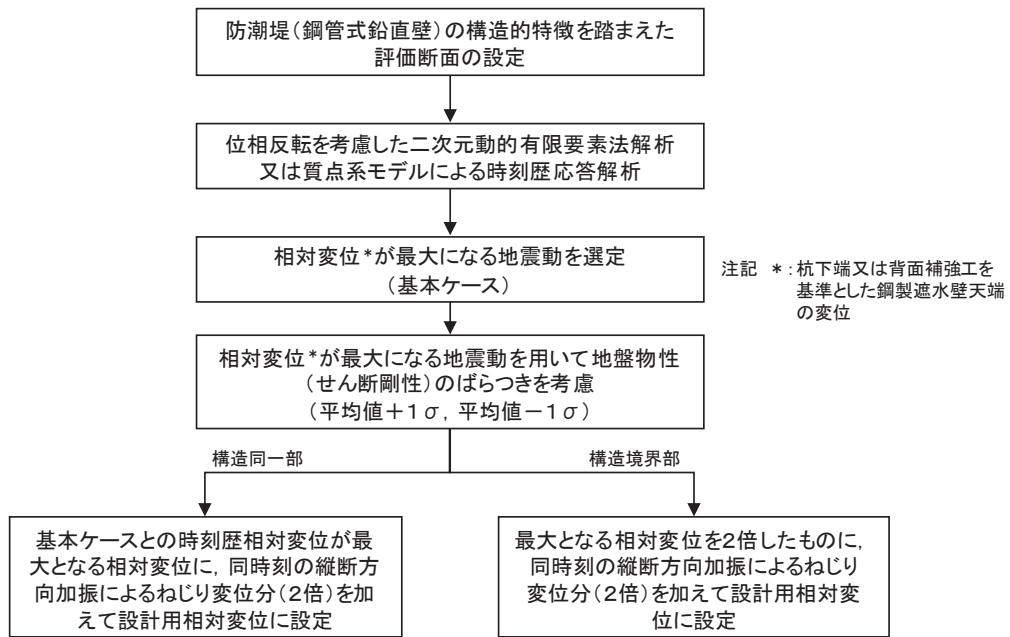 防潮堤（鋼管式鉛直壁）の構造的特徴を踏まえた
評価断面の設定
位相反転を考慮した二次元動的有限要素法解析
又は質点系モデルによる時刻歴応答解析
相対変位*が最大になる地震動を選定
（基本ケース）
注記　*：杭下端又は背面補強工を
基準とした鋼製遮水壁天端
の変位
相対変位*が最大になる地震動を用いて地盤物性
（せん断剛性）のばらつきを考慮
（平均値＋１σ，平均値－１σ）
構造同一部
構造境界部
基本ケースとの時刻歴相対変位が最
大となる相対変位に，同時刻の縦断方
向加振によるねじり変位分（2倍）を加
えて設計用相対変位に設定
最大となる相対変位を2倍したものに，
同時刻の縦断方向加振によるねじり
変位分（2倍）を加えて設計用相対変
位に設定